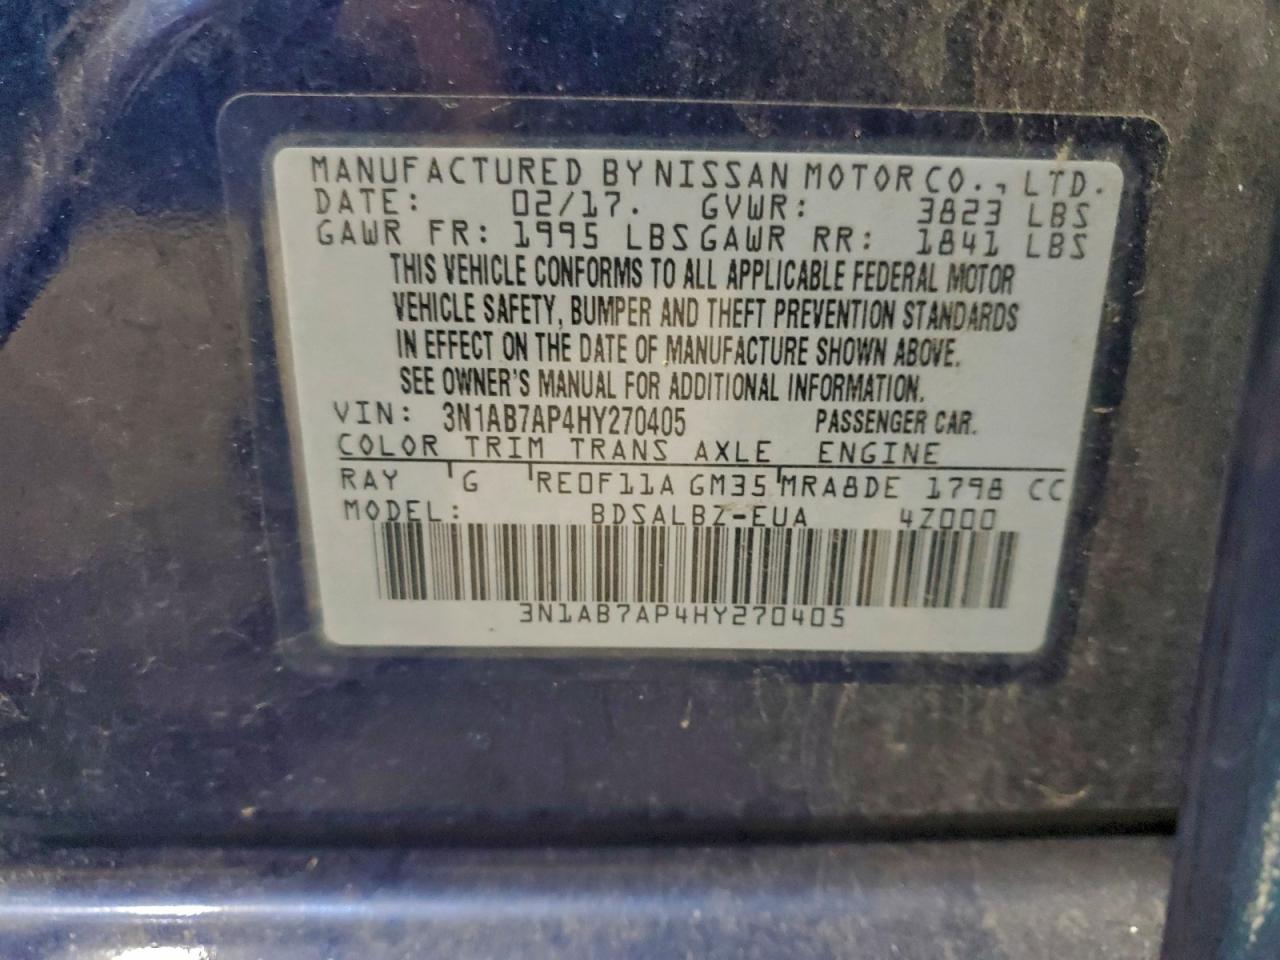 MANUFACTURED BY NISSAN MOTOR CO., LTD.
DATE: 02/17. GVWR: 3823 LBS
GAWR FR: 1995 LBS GAWR RR: 1841 LBS
THIS VEHICLE CONFORMS TO ALL APPLICABLE FEDERAL MOTOR
VEHICLE SAFETY, BUMPER AND THEFT PREVENTION STANDARDS
IN EFFECT ON THE DATE OF MANUFACTURE SHOWN ABOVE.
SEE OWNER'S MANUAL FOR ADDITIONAL INFORMATION.
VIN: 3N1AB7AP4HY270405 PASSENGER CAR.
COLOR TRIM TRANS AXLE ENGINE
RAY G RE0F11A GM35 MRA8DE 1798 CC
MODEL: BDSALBZ-EUA 4Z000
3N1AB7AP4HY270405